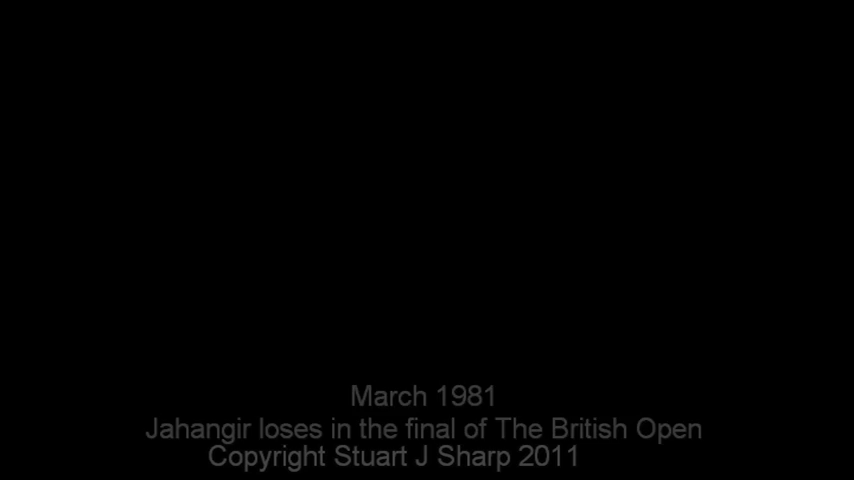 March 1981
Jahangir loses in the final of The British Open
Copyright Stuart J Sharp 2011